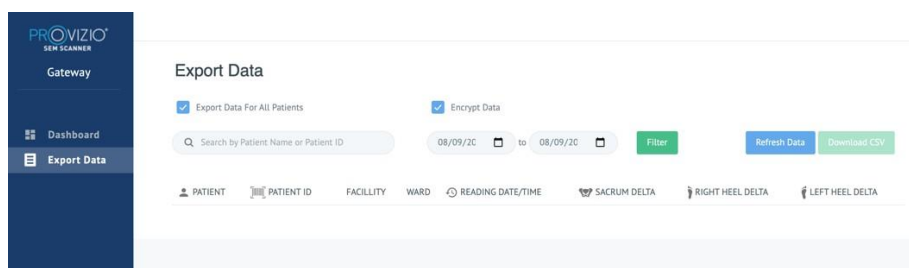 PROVIZIO®
SEM SCANNER
Gateway
Dashboard
Export Data
Export Data
Export Data For All Patients
Encrypt Data
Search by Patient Name or Patient ID
08/09/20 to 08/09/20
Filter
Refresh Data
Download CSV
PATIENT PATIENT ID FACILLITY WARD READING DATE/TIME SACRUM DELTA RIGHT HEEL DELTA LEFT HEEL DELTA